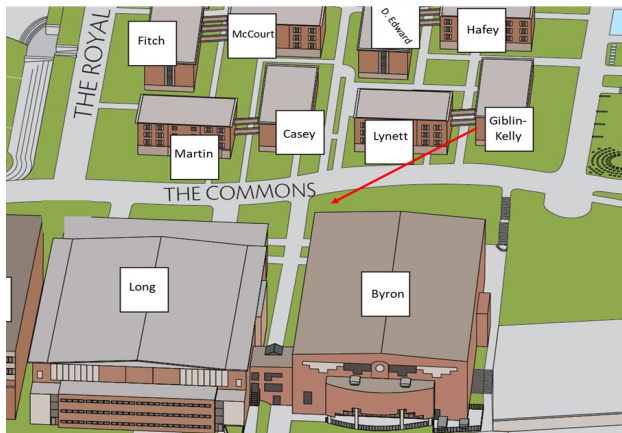 Fitch
McCourt
D. Edward
Hafey
THE ROYAL
Martin
Casey
Lynett
Giblin-
Kelly
THE COMMONS
Long
Byron